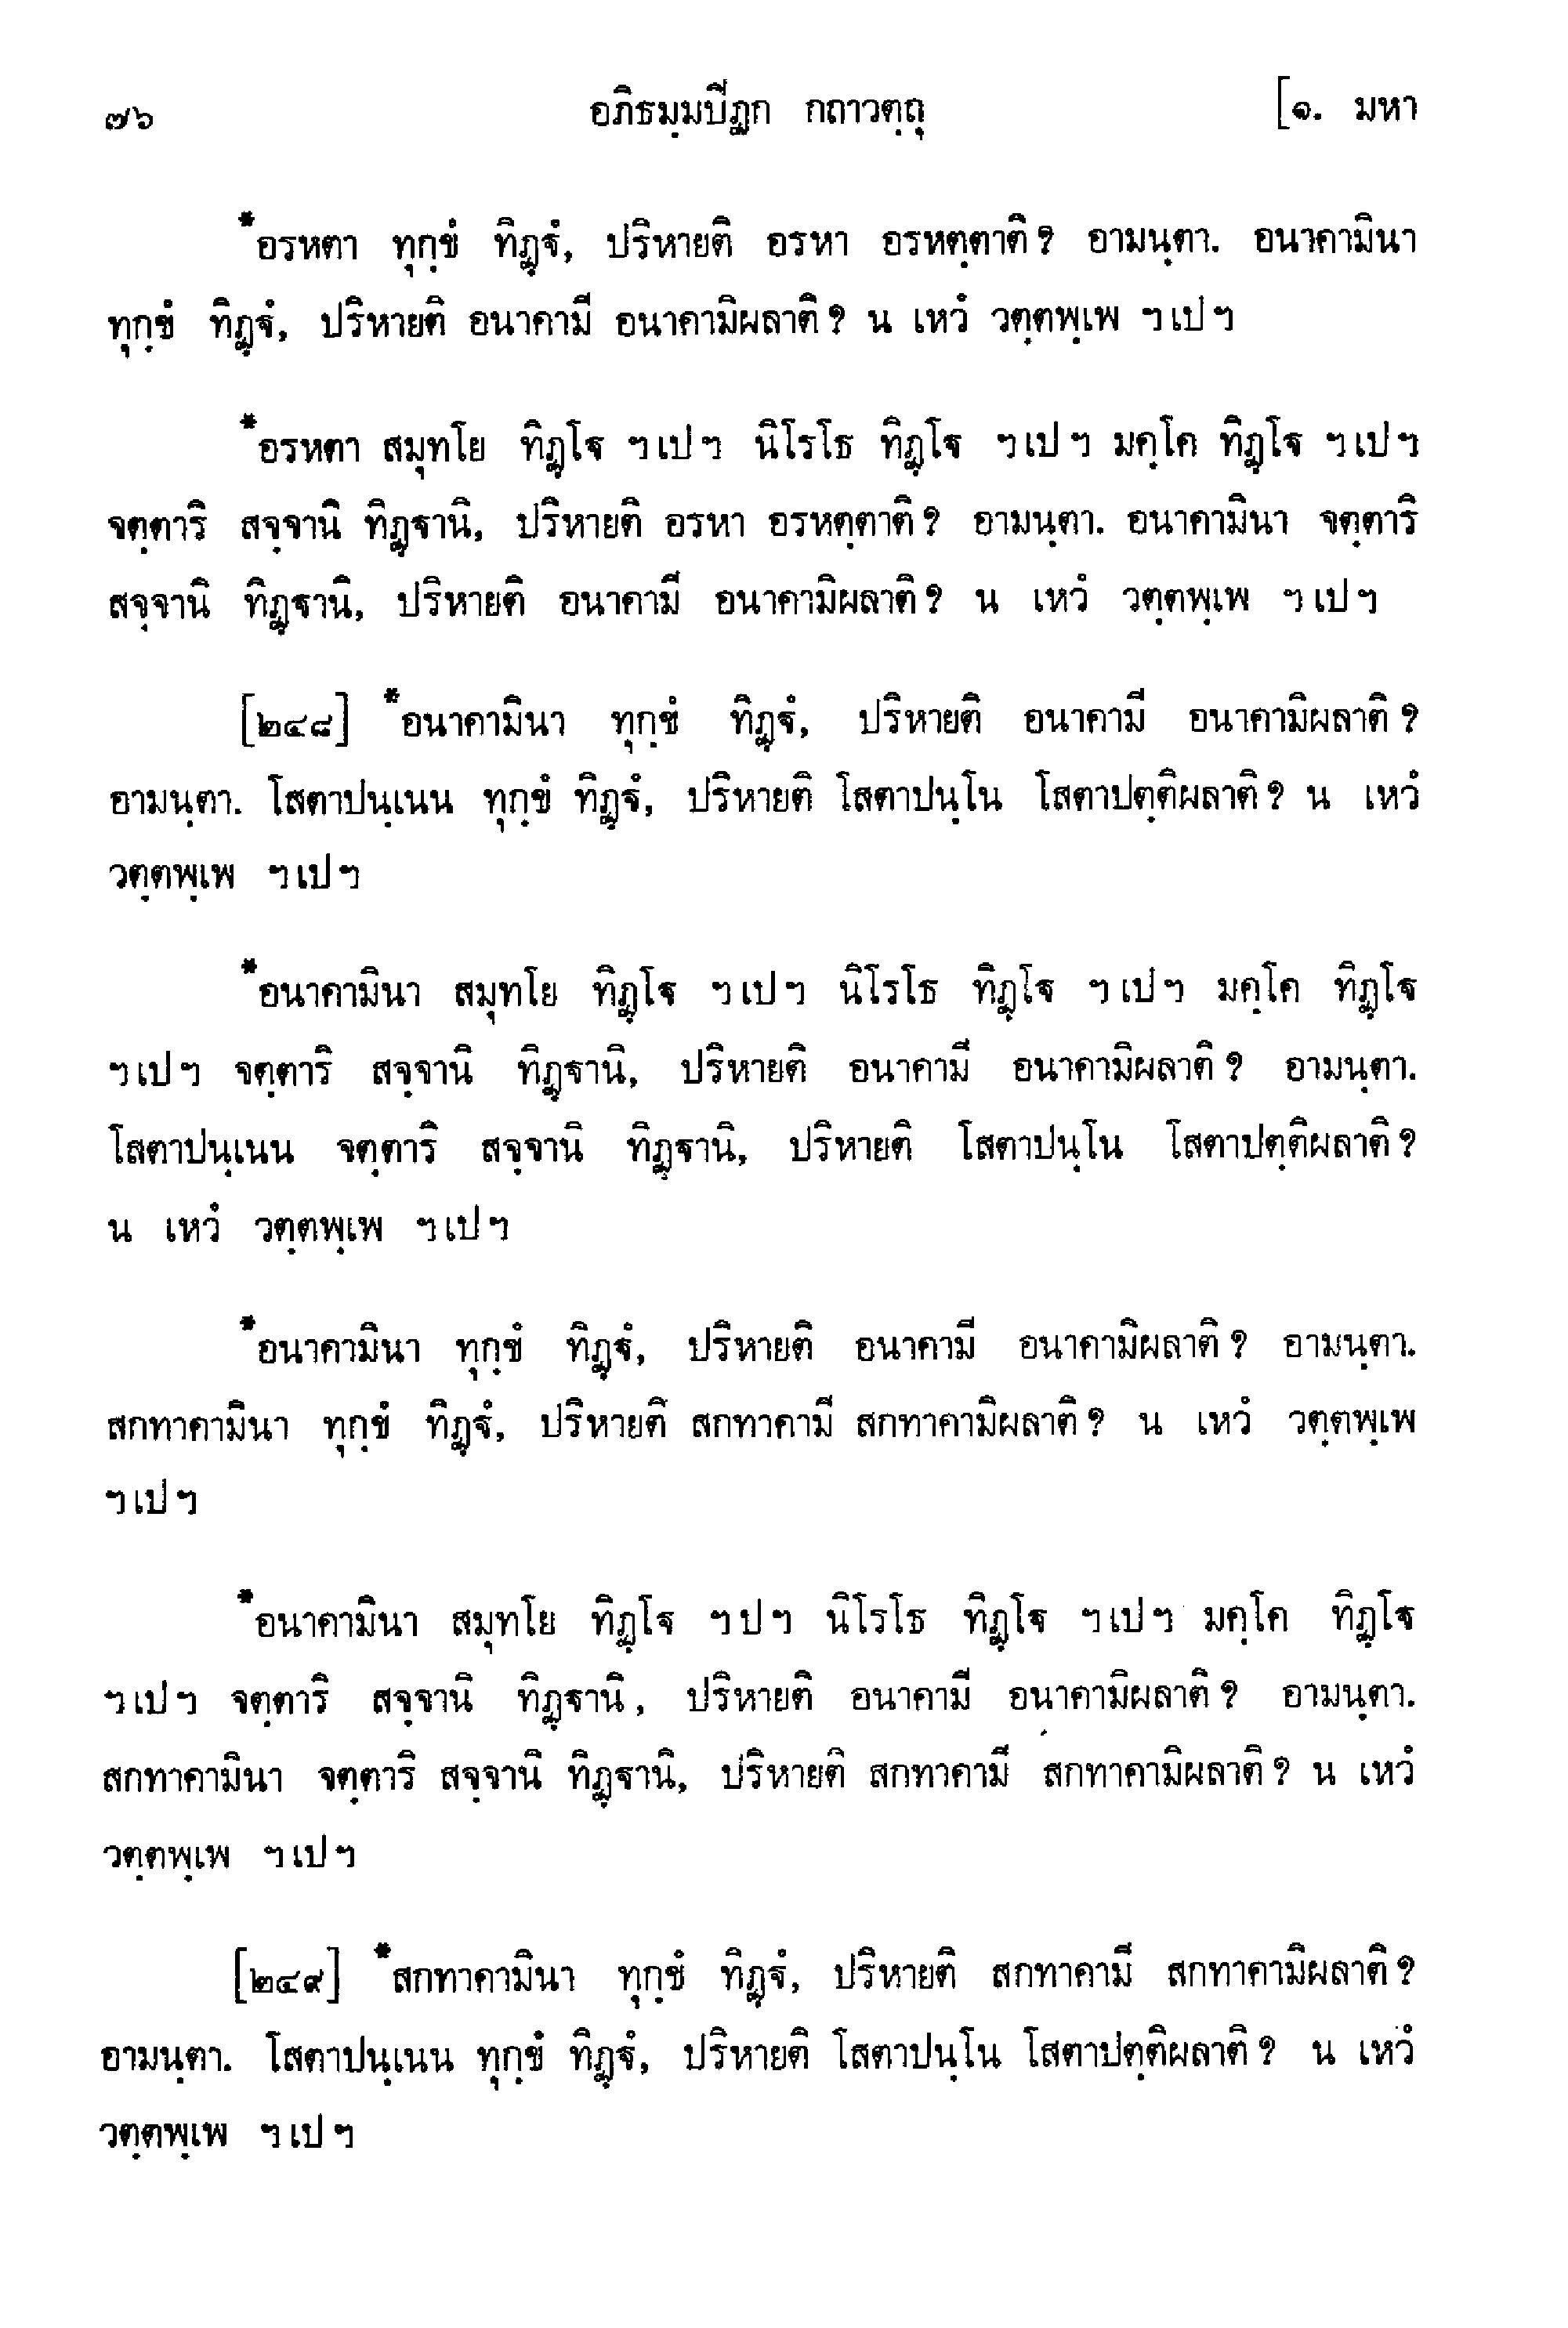 ๗๖ อภิธมฺมปิฏก กถาวตฺถุ [๑. มหา
*อรหตา ทุกฺขํ ทิฏฺฐํ, ปริหายติ อรหา อรหตฺตาติ? อามนฺตา. อนาคามินา
ทุกฺขํ ทิฏฺฐํ, ปริหายติ อนาคามี อนาคามิผลาติ? น เหวํ วตฺตพฺเพ ฯเปฯ
*อรหตา สมุทโย ทิฏฺโฐ ฯเปฯ นิโรโธ ทิฏฺโฐ ฯเปฯ มคฺโค ทิฏฺโฐ ฯเปฯ
จตฺตาริ สจฺจานิ ทิฏฺฐานิ, ปริหายติ อรหา อรหตฺตาติ? อามนฺตา. อนาคามินา จตฺตาริ
สจฺจานิ ทิฏฺฐานิ, ปริหายติ อนาคามี อนาคามิผลาติ? น เหวํ วตฺตพฺเพ ฯเปฯ
[๒๔๘] *อนาคามินา ทุกฺขํ ทิฏฺฐํ, ปริหายติ อนาคามี อนาคามิผลาติ?
อามนฺตา. โสตาปนฺเนน ทุกฺขํ ทิฏฺฐํ, ปริหายติ โสตาปนฺโน โสตาปตฺติผลาติ? น เหวํ
วตฺตพฺเพ ฯเปฯ
*อนาคามินา สมุทโย ทิฏฺโฐ ฯเปฯ นิโรโธ ทิฏฺโฐ ฯเปฯ มคฺโค ทิฏฺโฐ
ฯเปฯ จตฺตาริ สจฺจานิ ทิฏฺฐานิ, ปริหายติ อนาคามี อนาคามิผลาติ? อามนฺตา.
โสตาปนฺเนน จตฺตาริ สจฺจานิ ทิฏฺฐานิ, ปริหายติ โสตาปนฺโน โสตาปตฺติผลาติ?
น เหวํ วตฺตพฺเพ ฯเปฯ
*อนาคามินา ทุกฺขํ ทิฏฺฐํ, ปริหายติ อนาคามี อนาคามิผลาติ? อามนฺตา.
สกทาคามินา ทุกฺขํ ทิฏฺฐํ, ปริหายติ สกทาคามี สกทาคามิผลาติ? น เหวํ วตฺตพฺเพ
ฯเปฯ
*อนาคามินา สมุทโย ทิฏฺโฐ ฯปฯ นิโรโธ ทิฏฺโฐ ฯเปฯ มคฺโค ทิฏฺโฐ
ฯเปฯ จตฺตาริ สจฺจานิ ทิฏฺฐานิ, ปริหายติ อนาคามี อนาคามิผลาติ? อามนฺตา.
สกทาคามินา จตฺตาริ สจฺจานิ ทิฏฺฐานิ, ปริหายติ สกทาคามี สกทาคามิผลาติ? น เหวํ
วตฺตพฺเพ ฯเปฯ
[๒๔๙] *สกทาคามินา ทุกฺขํ ทิฏฺฐํ, ปริหายติ สกทาคามี สกทาคามิผลาติ?
อามนฺตา. โสตาปนฺเนน ทุกฺขํ ทิฏฺฐํ, ปริหายติ โสตาปนฺโน โสตาปตฺติผลาติ? น เหวํ
วตฺตพฺเพ ฯเปฯ